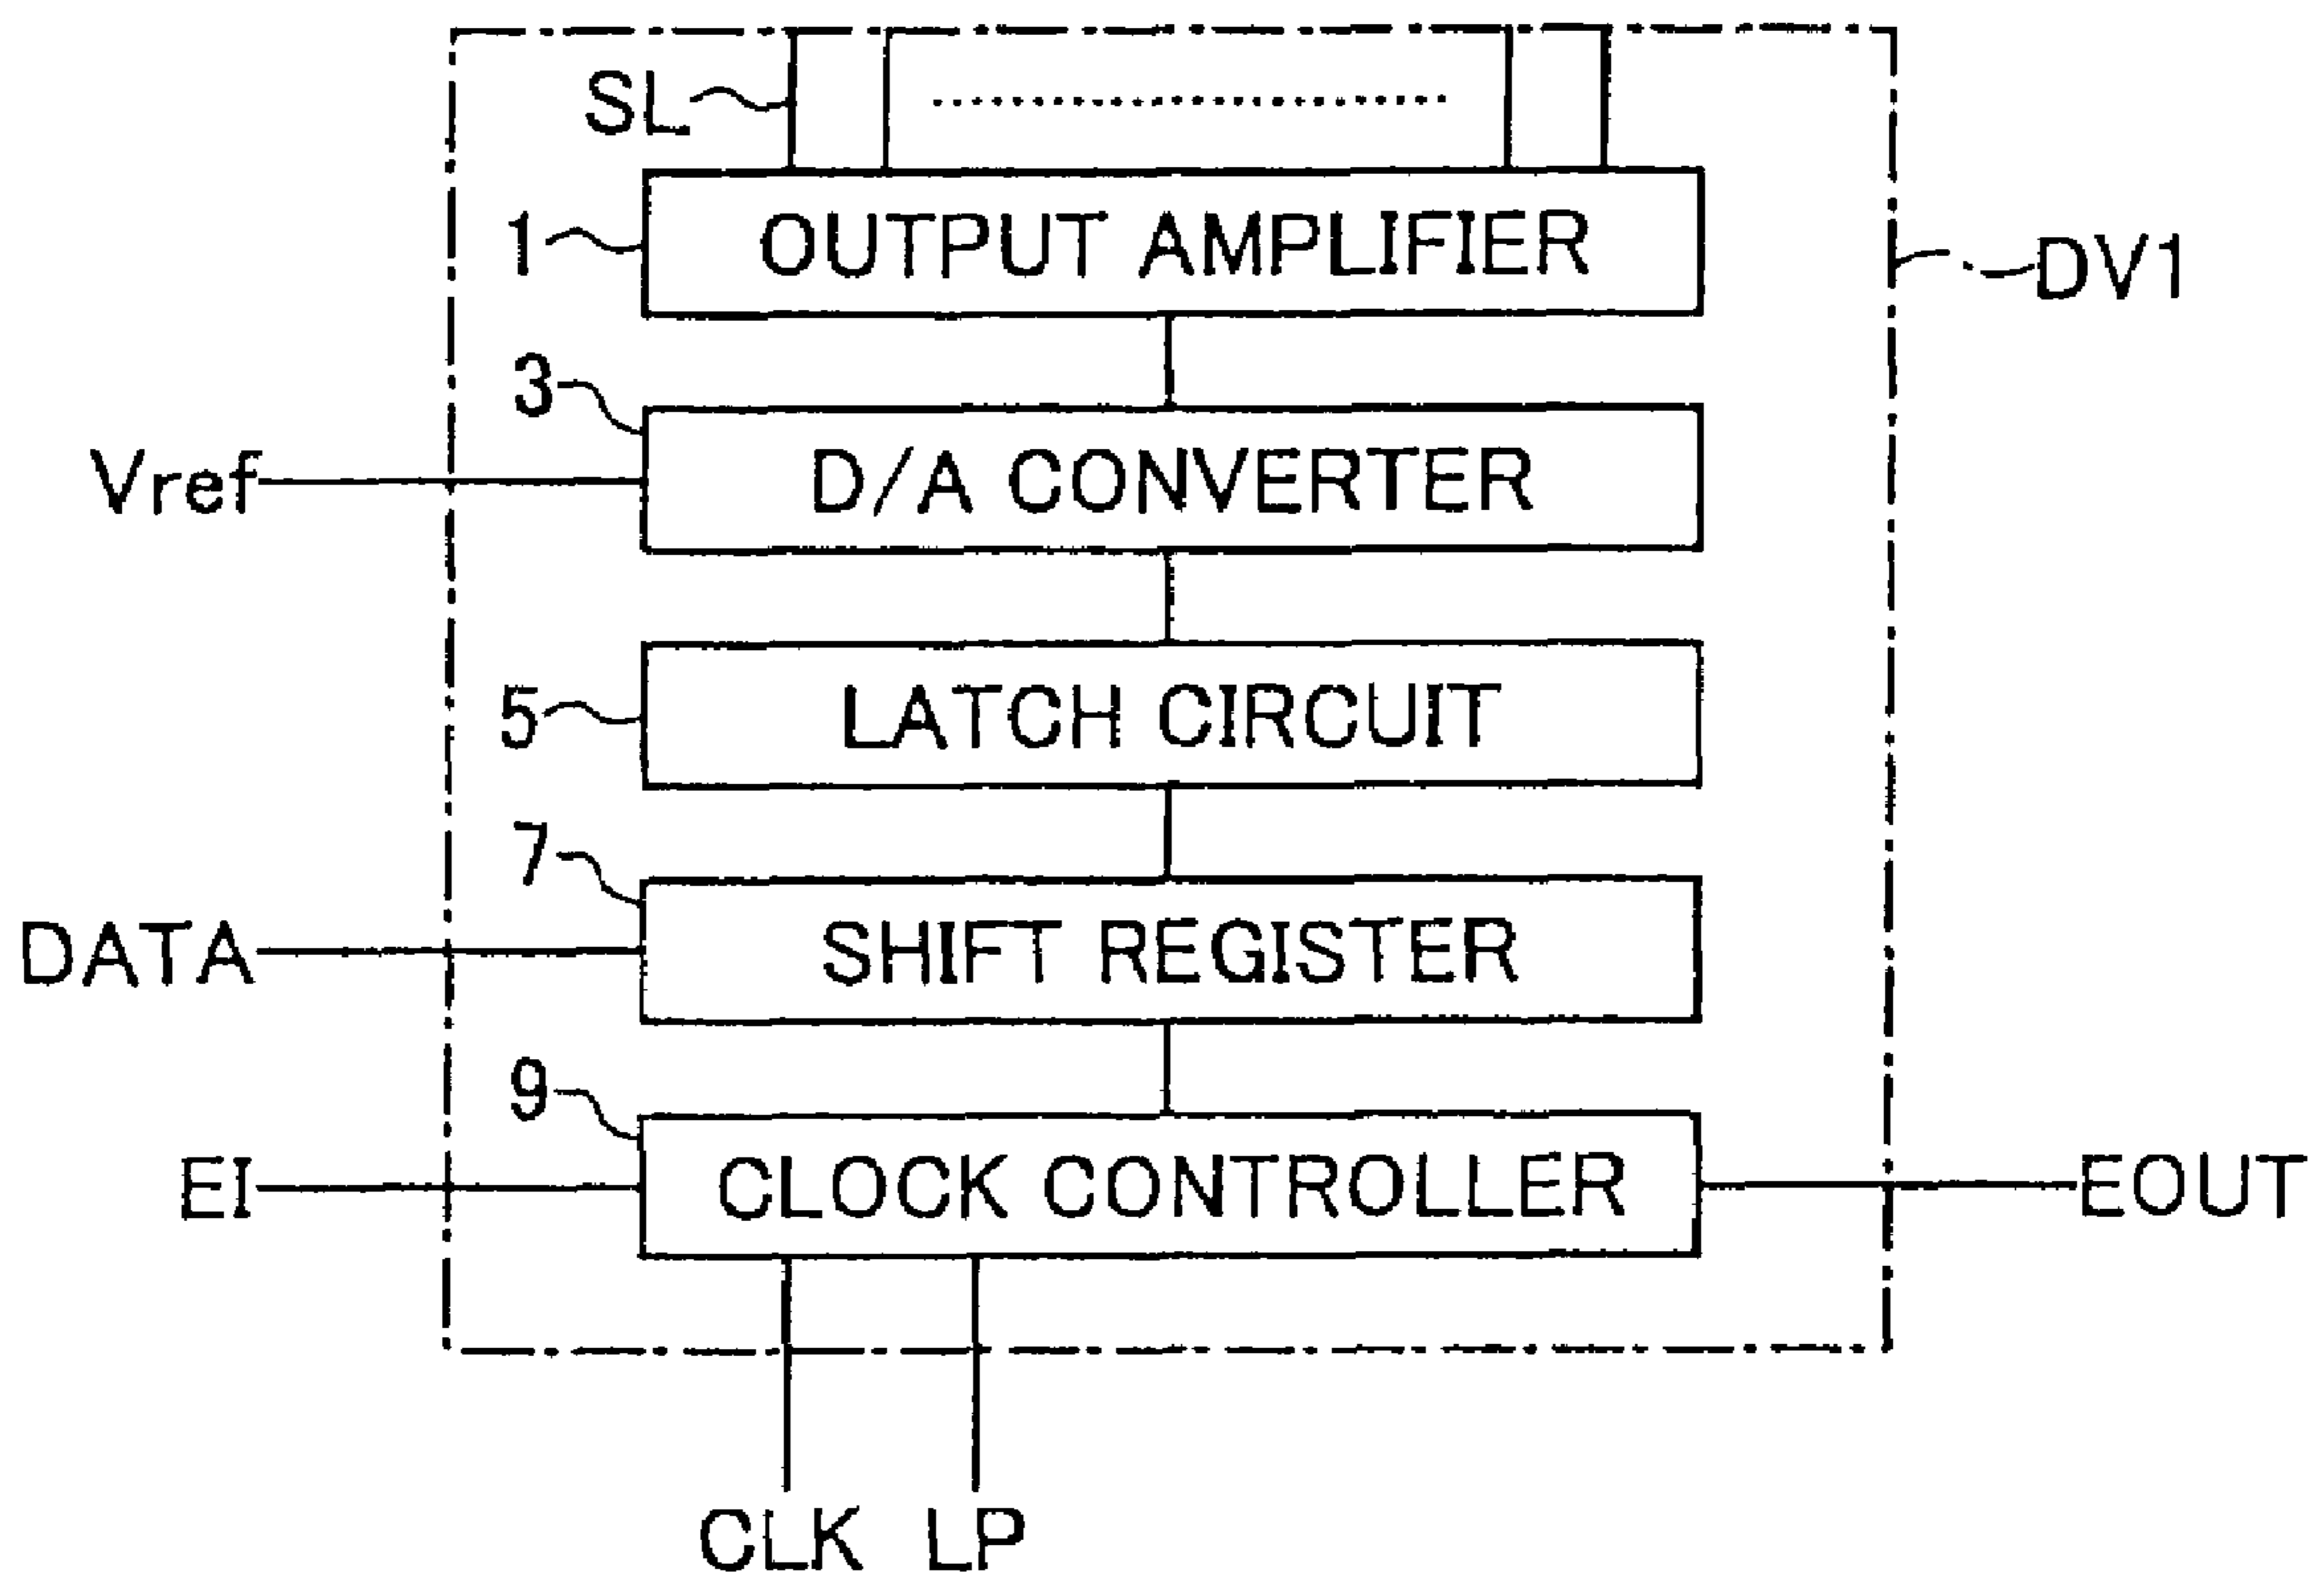 SL
1 OUTPUT AMPLIFIER
DV1
3
Vref D/A CONVERTER
5 LATCH CIRCUIT
7
DATA SHIFT REGISTER
9
EI CLOCK CONTROLLER EOUT
CLK LP